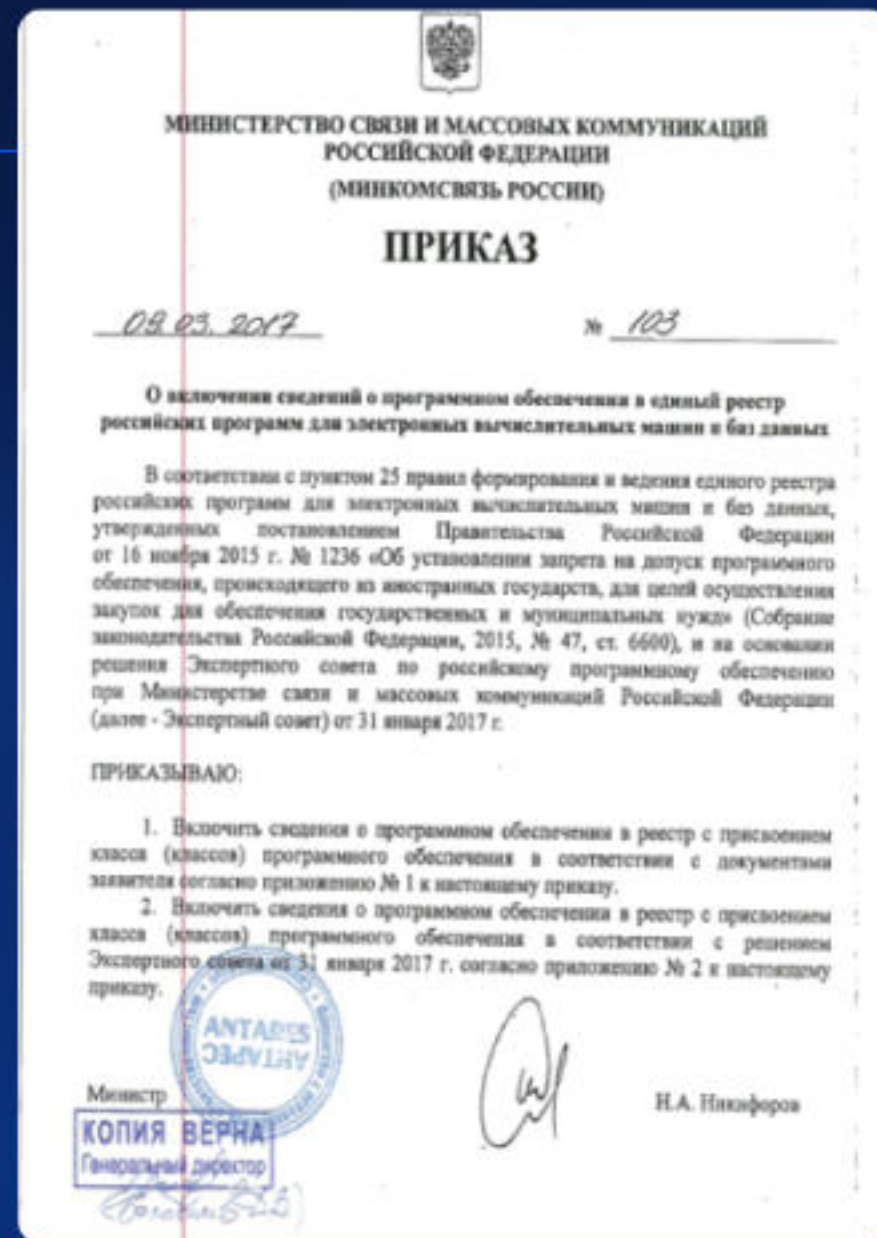 МИНИСТЕРСТВО СВЯЗИ И МАССОВЫХ КОММУНИКАЦИЙ
РОССИЙСКОЙ ФЕДЕРАЦИИ
(МИНКОМСВЯЗЬ РОССИИ)
ПРИКАЗ
09.03.2017 № 103
О включении сведений о программном обеспечении в единый реестр
российских программ для электронных вычислительных машин и баз данных
В соответствии с пунктом 25 правил формирования и ведения единого реестра
российских программ для электронных вычислительных машин и баз данных,
утвержденных постановлением Правительства Российской Федерации
от 16 ноября 2015 г. № 1236 «Об установлении запрета на допуск программного
обеспечения, происходящего из иностранных государств, для целей осуществления
закупок для обеспечения государственных и муниципальных нужд» (Собрание
законодательства Российской Федерации, 2015, № 47, ст. 6600), и на основании
решения Экспертного совета по российскому программному обеспечению
при Министерстве связи и массовых коммуникаций Российской Федерации
(далее - Экспертный совет) от 31 января 2017 г.
ПРИКАЗЫВАЮ:
1. Включить сведения о программном обеспечении в реестр с присвоением
класса (классов) программного обеспечения в соответствии с документами
заявителя согласно приложению № 1 к настоящему приказу.
2. Включить сведения о программном обеспечении в реестр с присвоением
класса (классов) программного обеспечения в соответствии с решением
Экспертного совета от 31 января 2017 г. согласно приложению № 2 к настоящему
приказу.
ANTARES
АНТАРЕС
Министр Н.А. Никифоров
КОПИЯ ВЕРНА
Генеральный директор